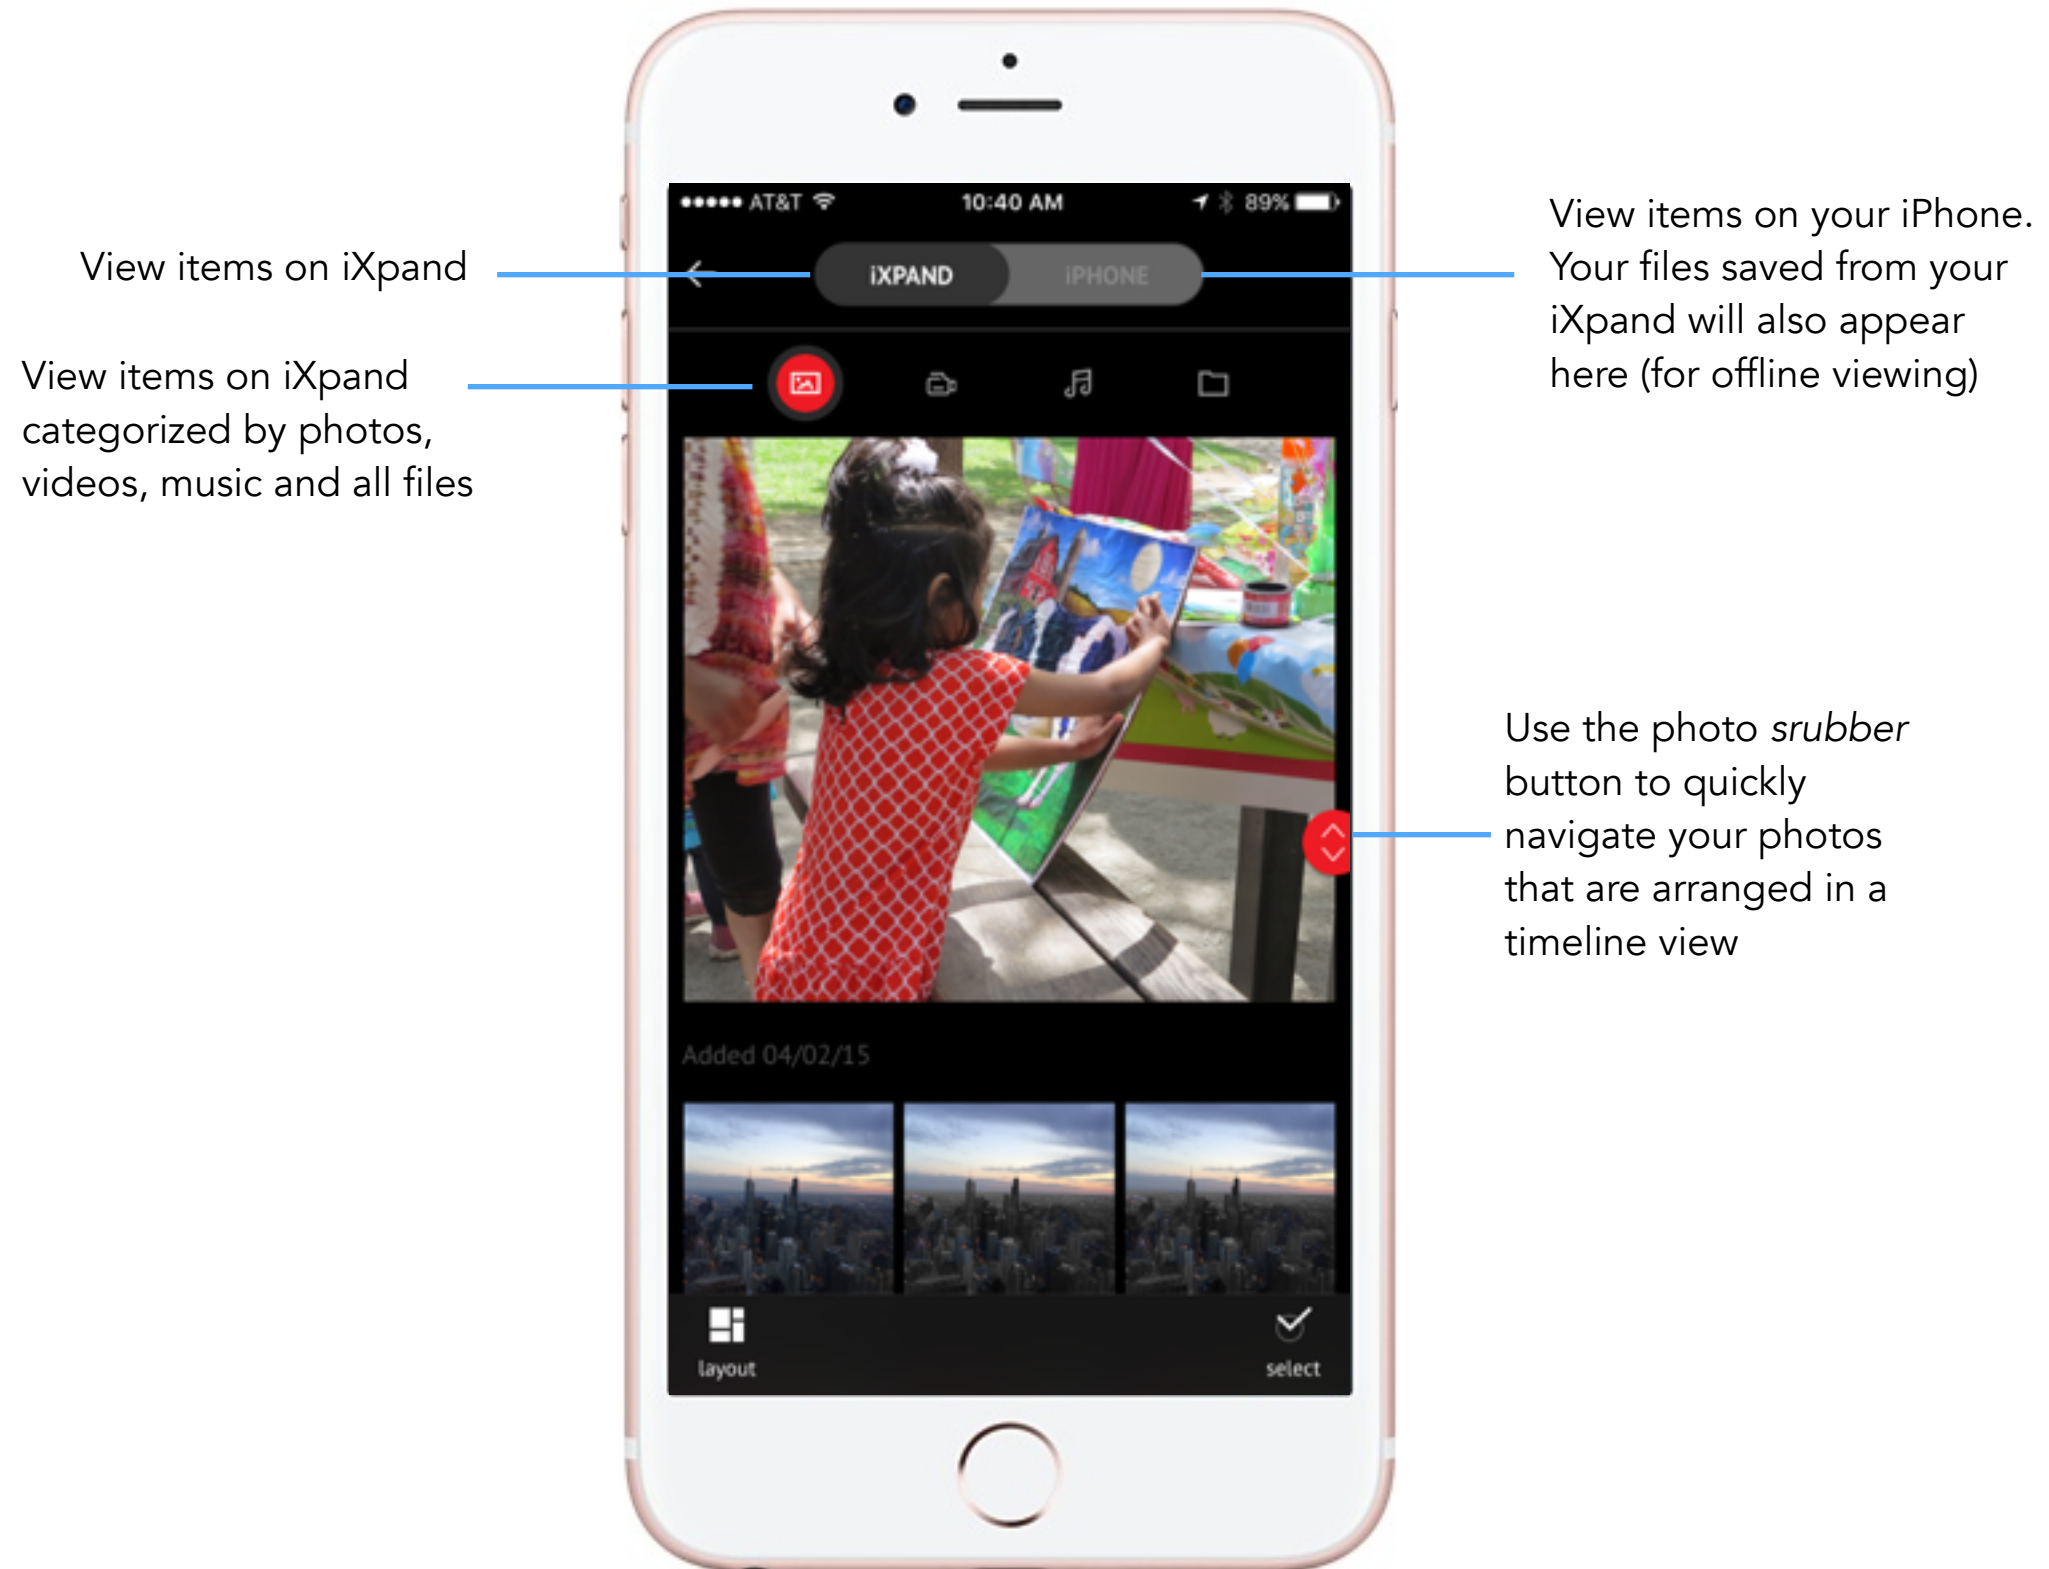 AT&T 10:40 AM 89%
View items on iXpand
iXPAND iPHONE
View items on your iPhone.
Your files saved from your
iXpand will also appear
here (for offline viewing)
View items on iXpand
categorized by photos,
videos, music and all files
Use the photo srubber
button to quickly
navigate your photos
that are arranged in a
timeline view
Added 04/02/15
layout select